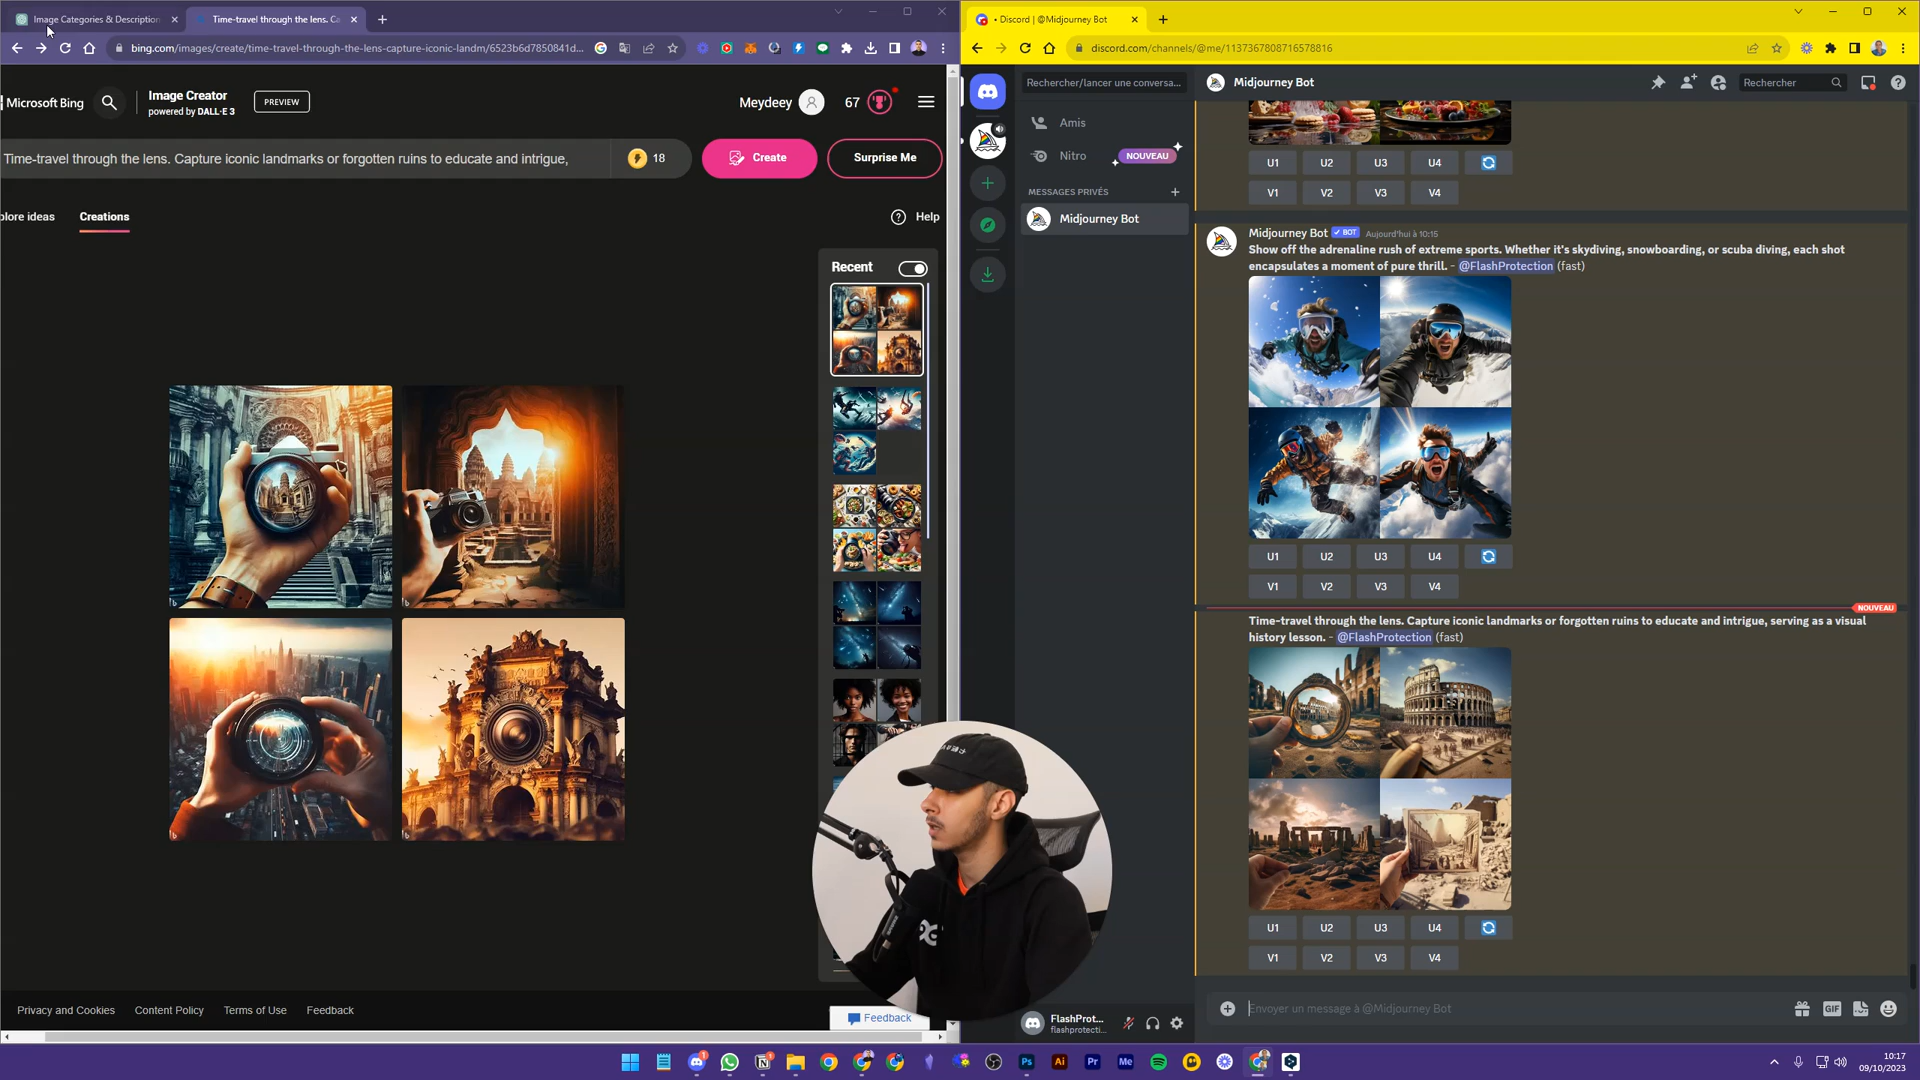 Image Categories & Description
Time-travel through the lens. Ca
bing.com/images/create/time-travel-through-the-lens-capture-iconic-landm/6523b6d7850841d...
Microsoft Bing
Image Creator
powered by DALL·E 3
PREVIEW
Meydeey
67
Time-travel through the lens. Capture iconic landmarks or forgotten ruins to educate and intrigue,
18
Create
Surprise Me
plore ideas
Creations
Help
Recent
Privacy and Cookies
Content Policy
Terms of Use
Feedback
Feedback
• Discord | @Midjourney Bot
discord.com/channels/@me/1137367808716578816
Rechercher/lancer une conversa...
Midjourney Bot
Rechercher
Amis
Nitro
NOUVEAU
MESSAGES PRIVÉS
Midjourney Bot
U1 U2 U3 U4
V1 V2 V3 V4
Midjourney Bot ✓ BOT Aujourd'hui à 10:15
Show off the adrenaline rush of extreme sports. Whether it's skydiving, snowboarding, or scuba diving, each shot
encapsulates a moment of pure thrill. - @FlashProtection (fast)
U1 U2 U3 U4
V1 V2 V3 V4
NOUVEAU
Time-travel through the lens. Capture iconic landmarks or forgotten ruins to educate and intrigue, serving as a visual
history lesson. - @FlashProtection (fast)
U1 U2 U3 U4
V1 V2 V3 V4
Envoyer un message à @Midjourney Bot
GIF
FlashProt...
flashprotecti...
Ps
Ai
Pr
Me
10:17
09/10/2023